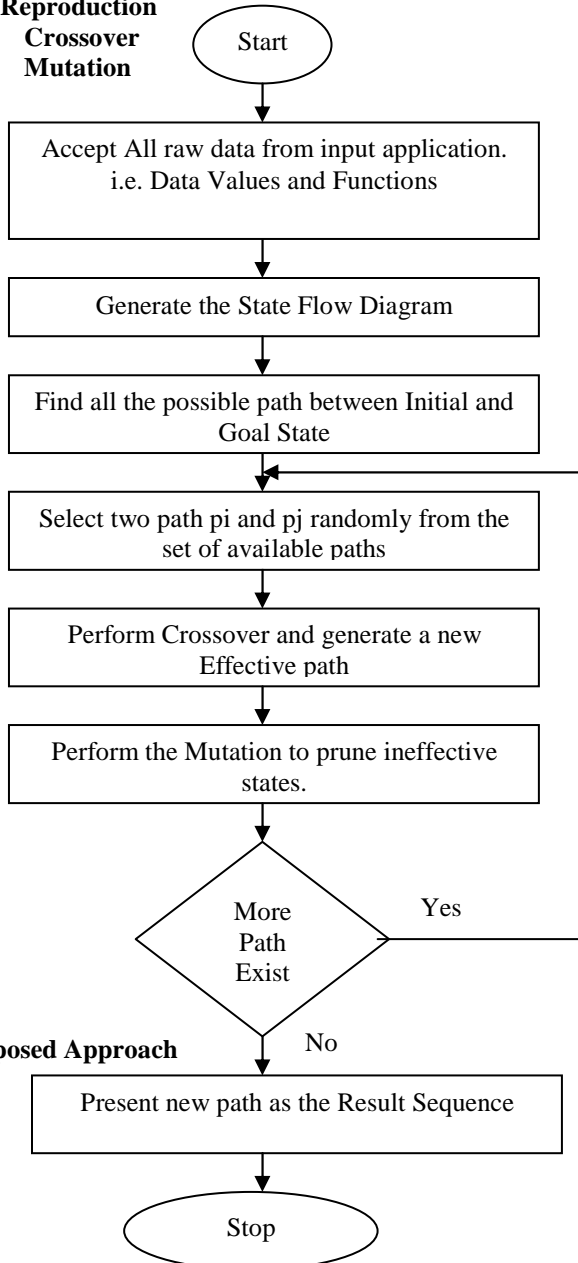 Reproduction
Crossover
Mutation
Start
Accept All raw data from input application.
i.e. Data Values and Functions
Generate the State Flow Diagram
Find all the possible path between Initial and
Goal State
Select two path pi and pj randomly from the
set of available paths
Perform Crossover and generate a new
Effective path
Perform the Mutation to prune ineffective
states.
More
Path
Exist
Yes
No
posed Approach
Present new path as the Result Sequence
Stop